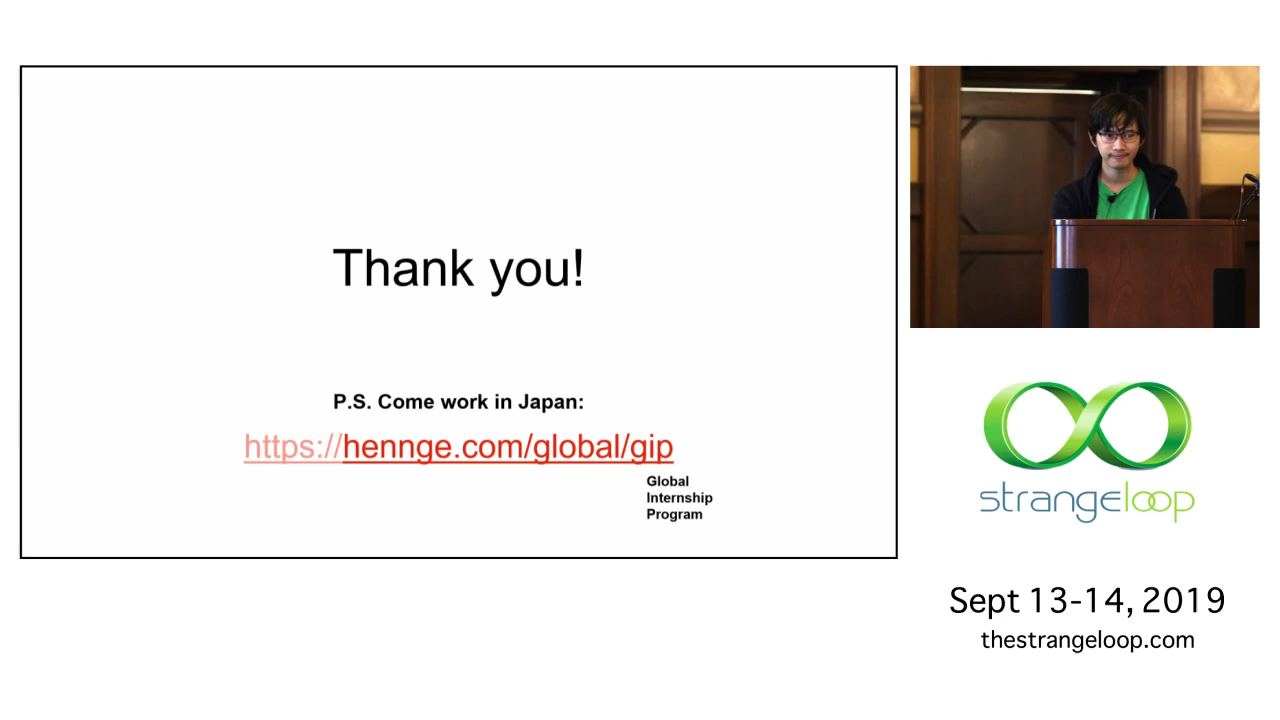 Thank you!
P.S. Come work in Japan:
https://hennge.com/global/gip
Global
Internship
Program
strangeloop
Sept 13-14, 2019
thestrangeloop.com